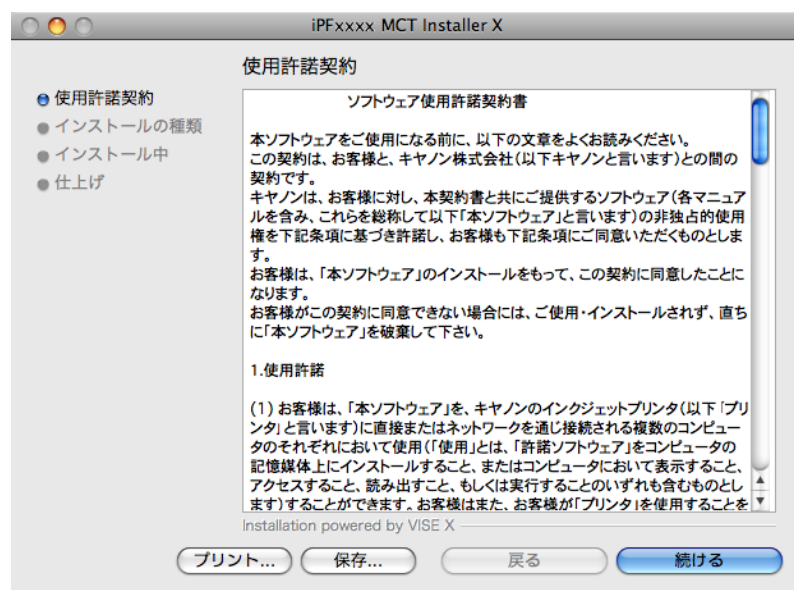 iPFxxxx MCT Installer X
使用許諾契約
使用許諾契約
インストールの種類
インストール中
仕上げ
ソフトウェア使用許諾契約書
本ソフトウェアをご使用になる前に、以下の文章をよくお読みください。
この契約は、お客様と、キヤノン株式会社(以下キヤノンと言います)との間の
契約です。
キヤノンは、お客様に対し、本契約書と共にご提供するソフトウェア(各マニュア
ルを含み、これらを総称して以下「本ソフトウェア」と言います)の非独占的使用
権を下記条項に基づき許諾し、お客様も下記条項にご同意いただくものとしま
す。
お客様は、「本ソフトウェア」のインストールをもって、この契約に同意したことに
なります。
お客様がこの契約に同意できない場合には、ご使用・インストールされず、直ち
に「本ソフトウェア」を破棄して下さい。
1.使用許諾
(1) お客様は、「本ソフトウェア」を、キヤノンのインクジェットプリンタ(以下「プリ
ンタ」と言います)に直接またはネットワークを通じ接続される複数のコンピュー
タのそれぞれにおいて使用(「使用」とは、「許諾ソフトウェア」をコンピュータの
記憶媒体上にインストールすること、またはコンピュータにおいて表示すること、
アクセスすること、読み出すこと、もしくは実行することのいずれも含むものとし
ます)することができます。お客様はまた、お客様が「プリンタ」を使用することを
Installation powered by VISE X
プリント... 保存... 戻る 続ける